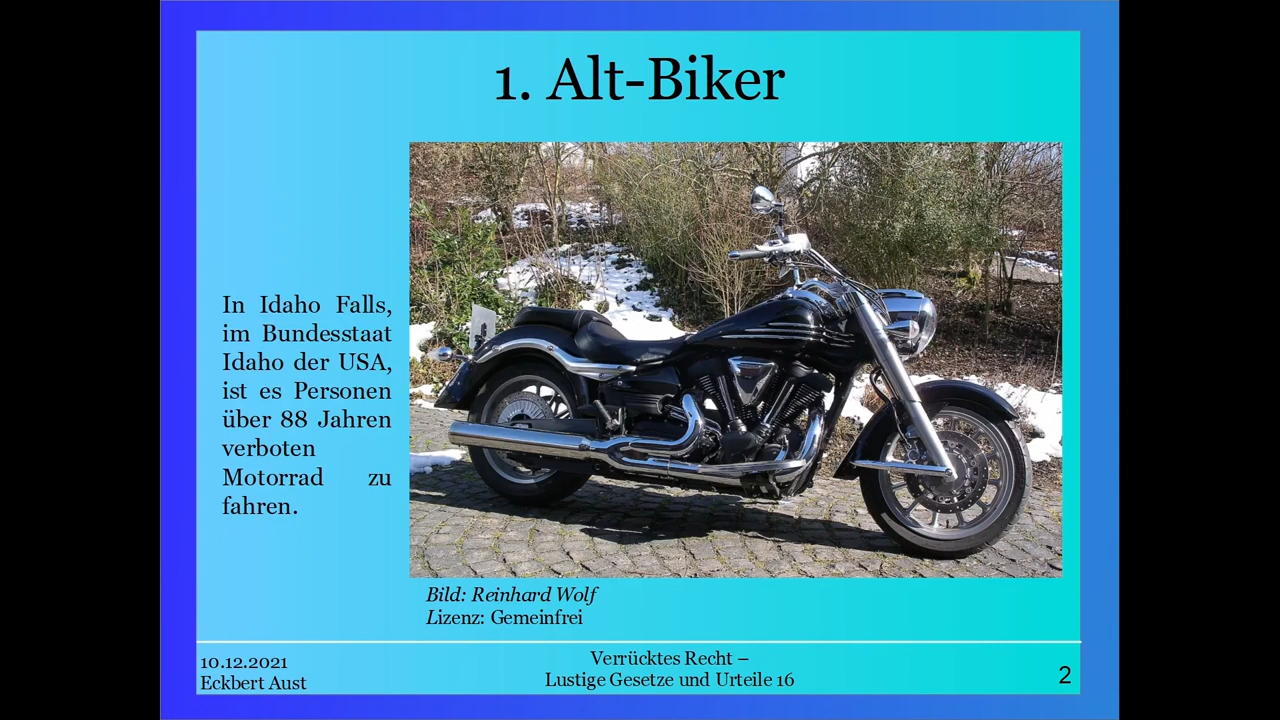 1. Alt-Biker
In Idaho Falls,
im Bundesstaat
Idaho der USA,
ist es Personen
über 88 Jahren
verboten
Motorrad zu
fahren.
Bild: Reinhard Wolf
Lizenz: Gemeinfrei
10.12.2021
Eckbert Aust
Verrücktes Recht –
Lustige Gesetze und Urteile 16
2